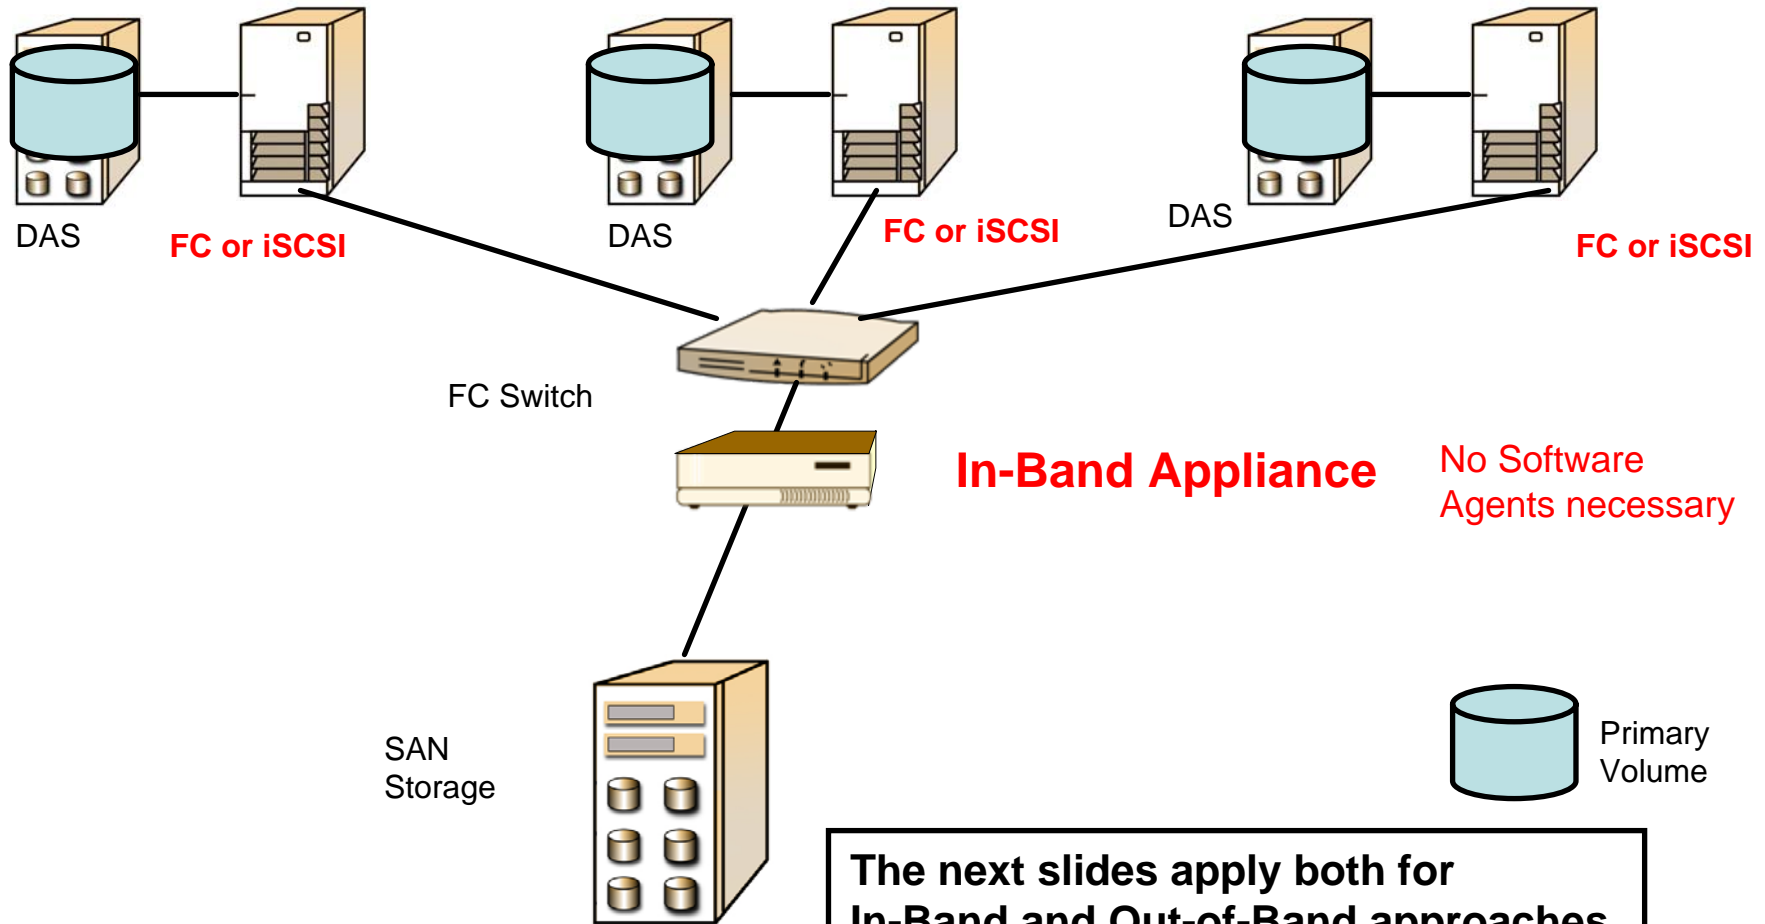 DAS
FC or iSCSI
DAS
FC or iSCSI
DAS
FC or iSCSI
FC Switch
In-Band Appliance
No Software
Agents necessary
SAN
Storage
Primary
Volume
The next slides apply both for
In-Band and Out-of-Band approaches